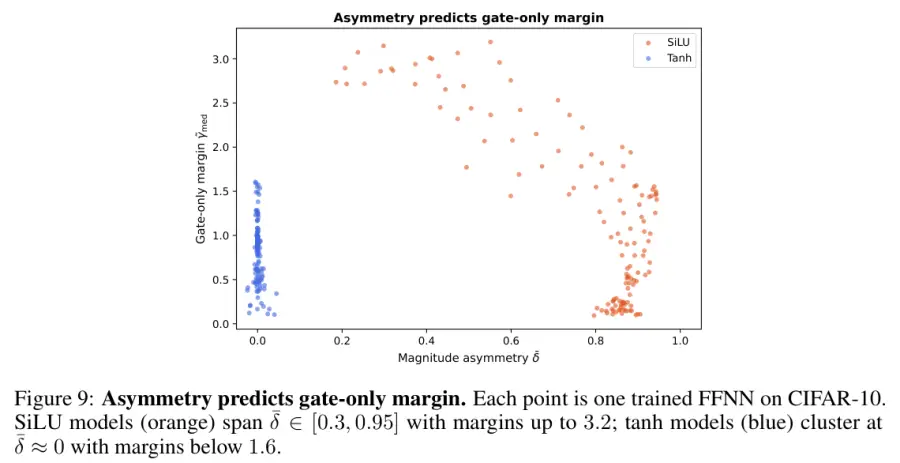 Asymmetry predicts gate-only margin
SiLU
Tanh
3.0
2.5
2.0
1.5
1.0
0.5
0.0
Gate-only margin γ̃med
0.0 0.2 0.4 0.6 0.8 1.0
Magnitude asymmetry δ̄
Figure 9: Asymmetry predicts gate-only margin. Each point is one trained FFNN on CIFAR-10.
SiLU models (orange) span δ̄ ∈ [0.3, 0.95] with margins up to 3.2; tanh models (blue) cluster at
δ̄ ≈ 0 with margins below 1.6.